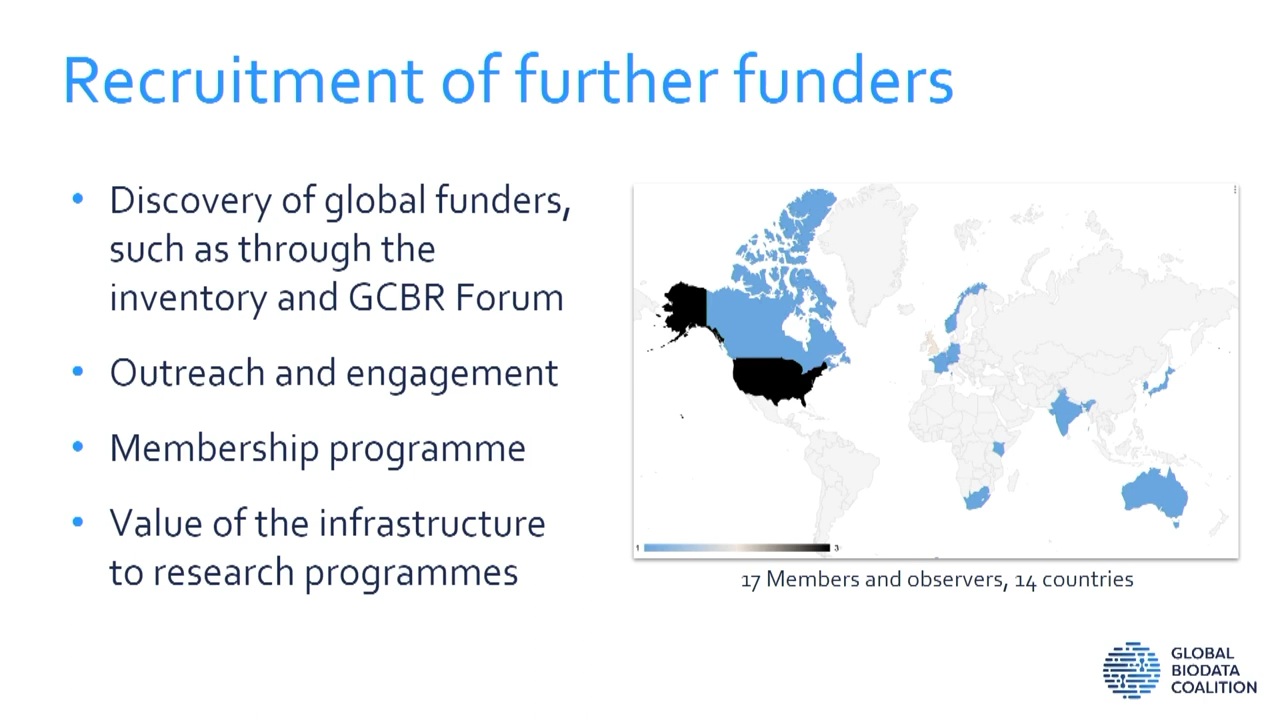 Recruitment of further funders
• Discovery of global funders,
such as through the
inventory and GCBR Forum
• Outreach and engagement
• Membership programme
• Value of the infrastructure
to research programmes
1 3
17 Members and observers, 14 countries
GLOBAL
BIODATA
COALITION